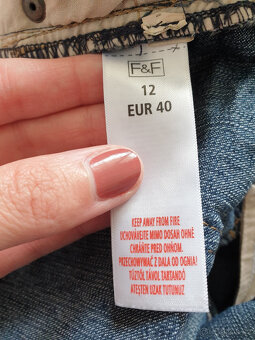 F&F
12
EUR 40
KEEP AWAY FROM FIRE
UCHOVÁVEJTE MIMO DOSAH OHNĚ
CHRÁŇTE PRED OHŇOM.
PRZECHOWYWAĆ Z DALA OD OGNIA!
TŰZTŐL TÁVOL TARTANDÓ
ATEŞTEN UZAK TUTUNUZ